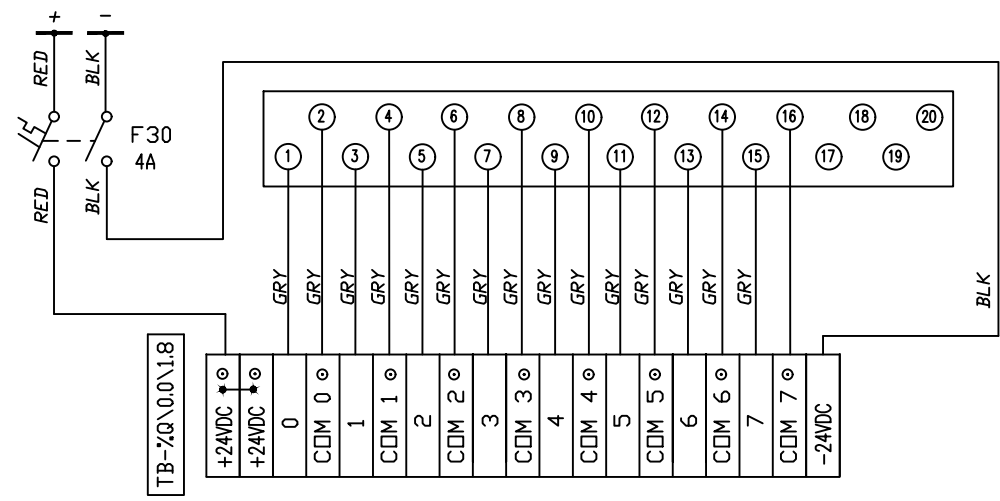 + -
RED BLK
F30
4A
RED BLK
2 4 6 8 10 12 14 16 18 20
1 3 5 7 9 11 13 15 17 19
GRY GRY GRY GRY GRY GRY GRY GRY GRY GRY GRY GRY GRY GRY GRY BLK
TB-%Q\0.0\1.8
+24VDC
+24VDC
0
COM 0
1
COM 1
2
COM 2
3
COM 3
4
COM 4
5
COM 5
6
COM 6
7
COM 7
-24VDC